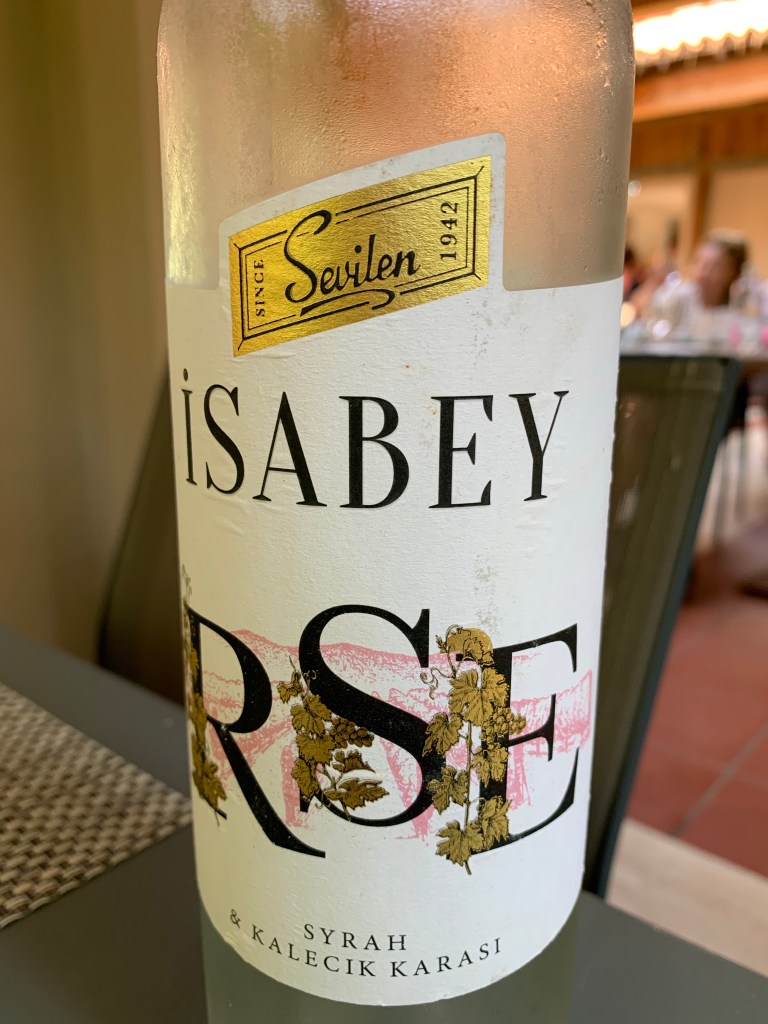 SINCE Sevilen 1942
İSABEY
RSE
SYRAH
& KALECIK KARASI